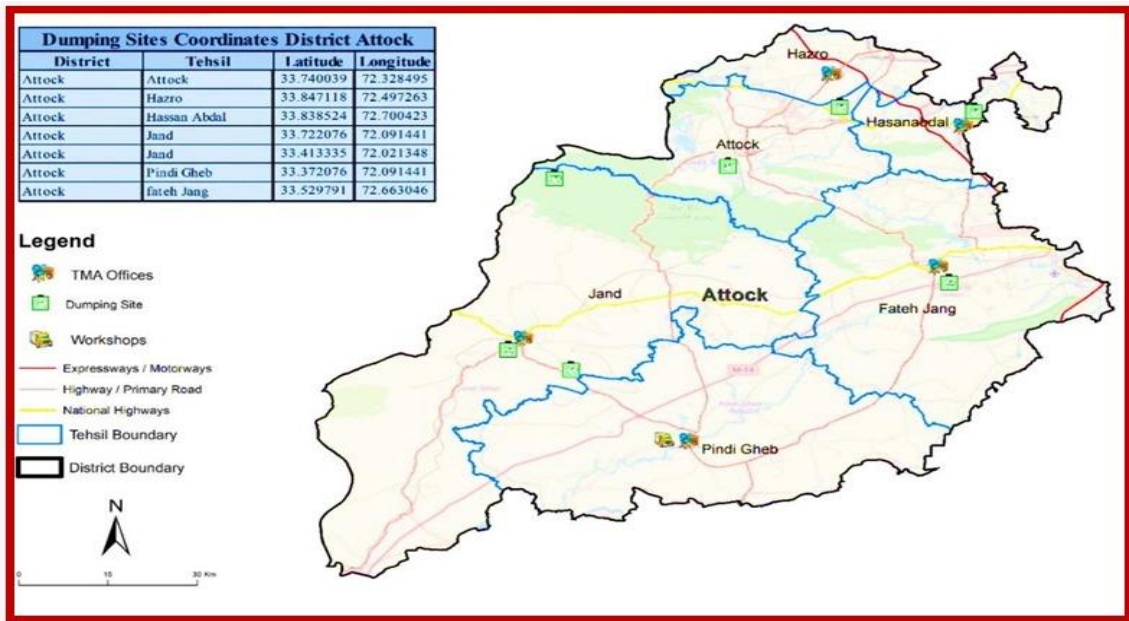 Dumping Sites Coordinates District Attock
District Tehsil Latitude Longitude
Attock Attock 33.740039 72.328495
Attock Hazro 33.847118 72.497263
Attock Hassan Abdal 33.838524 72.700423
Attock Jand 33.722076 72.091441
Attock Jand 33.413335 72.021348
Attock Pindi Gheb 33.372076 72.091441
Attock fateh Jang 33.529791 72.663046
Legend
TMA Offices
Dumping Site
Workshops
Expressways / Motorways
Highway / Primary Road
National Highways
Tehsil Boundary
District Boundary
N
0 15 30 Km
Hazro
Hasanabdal
Attock
Jand
Attock
Fateh Jang
M-14
Pindi Gheb